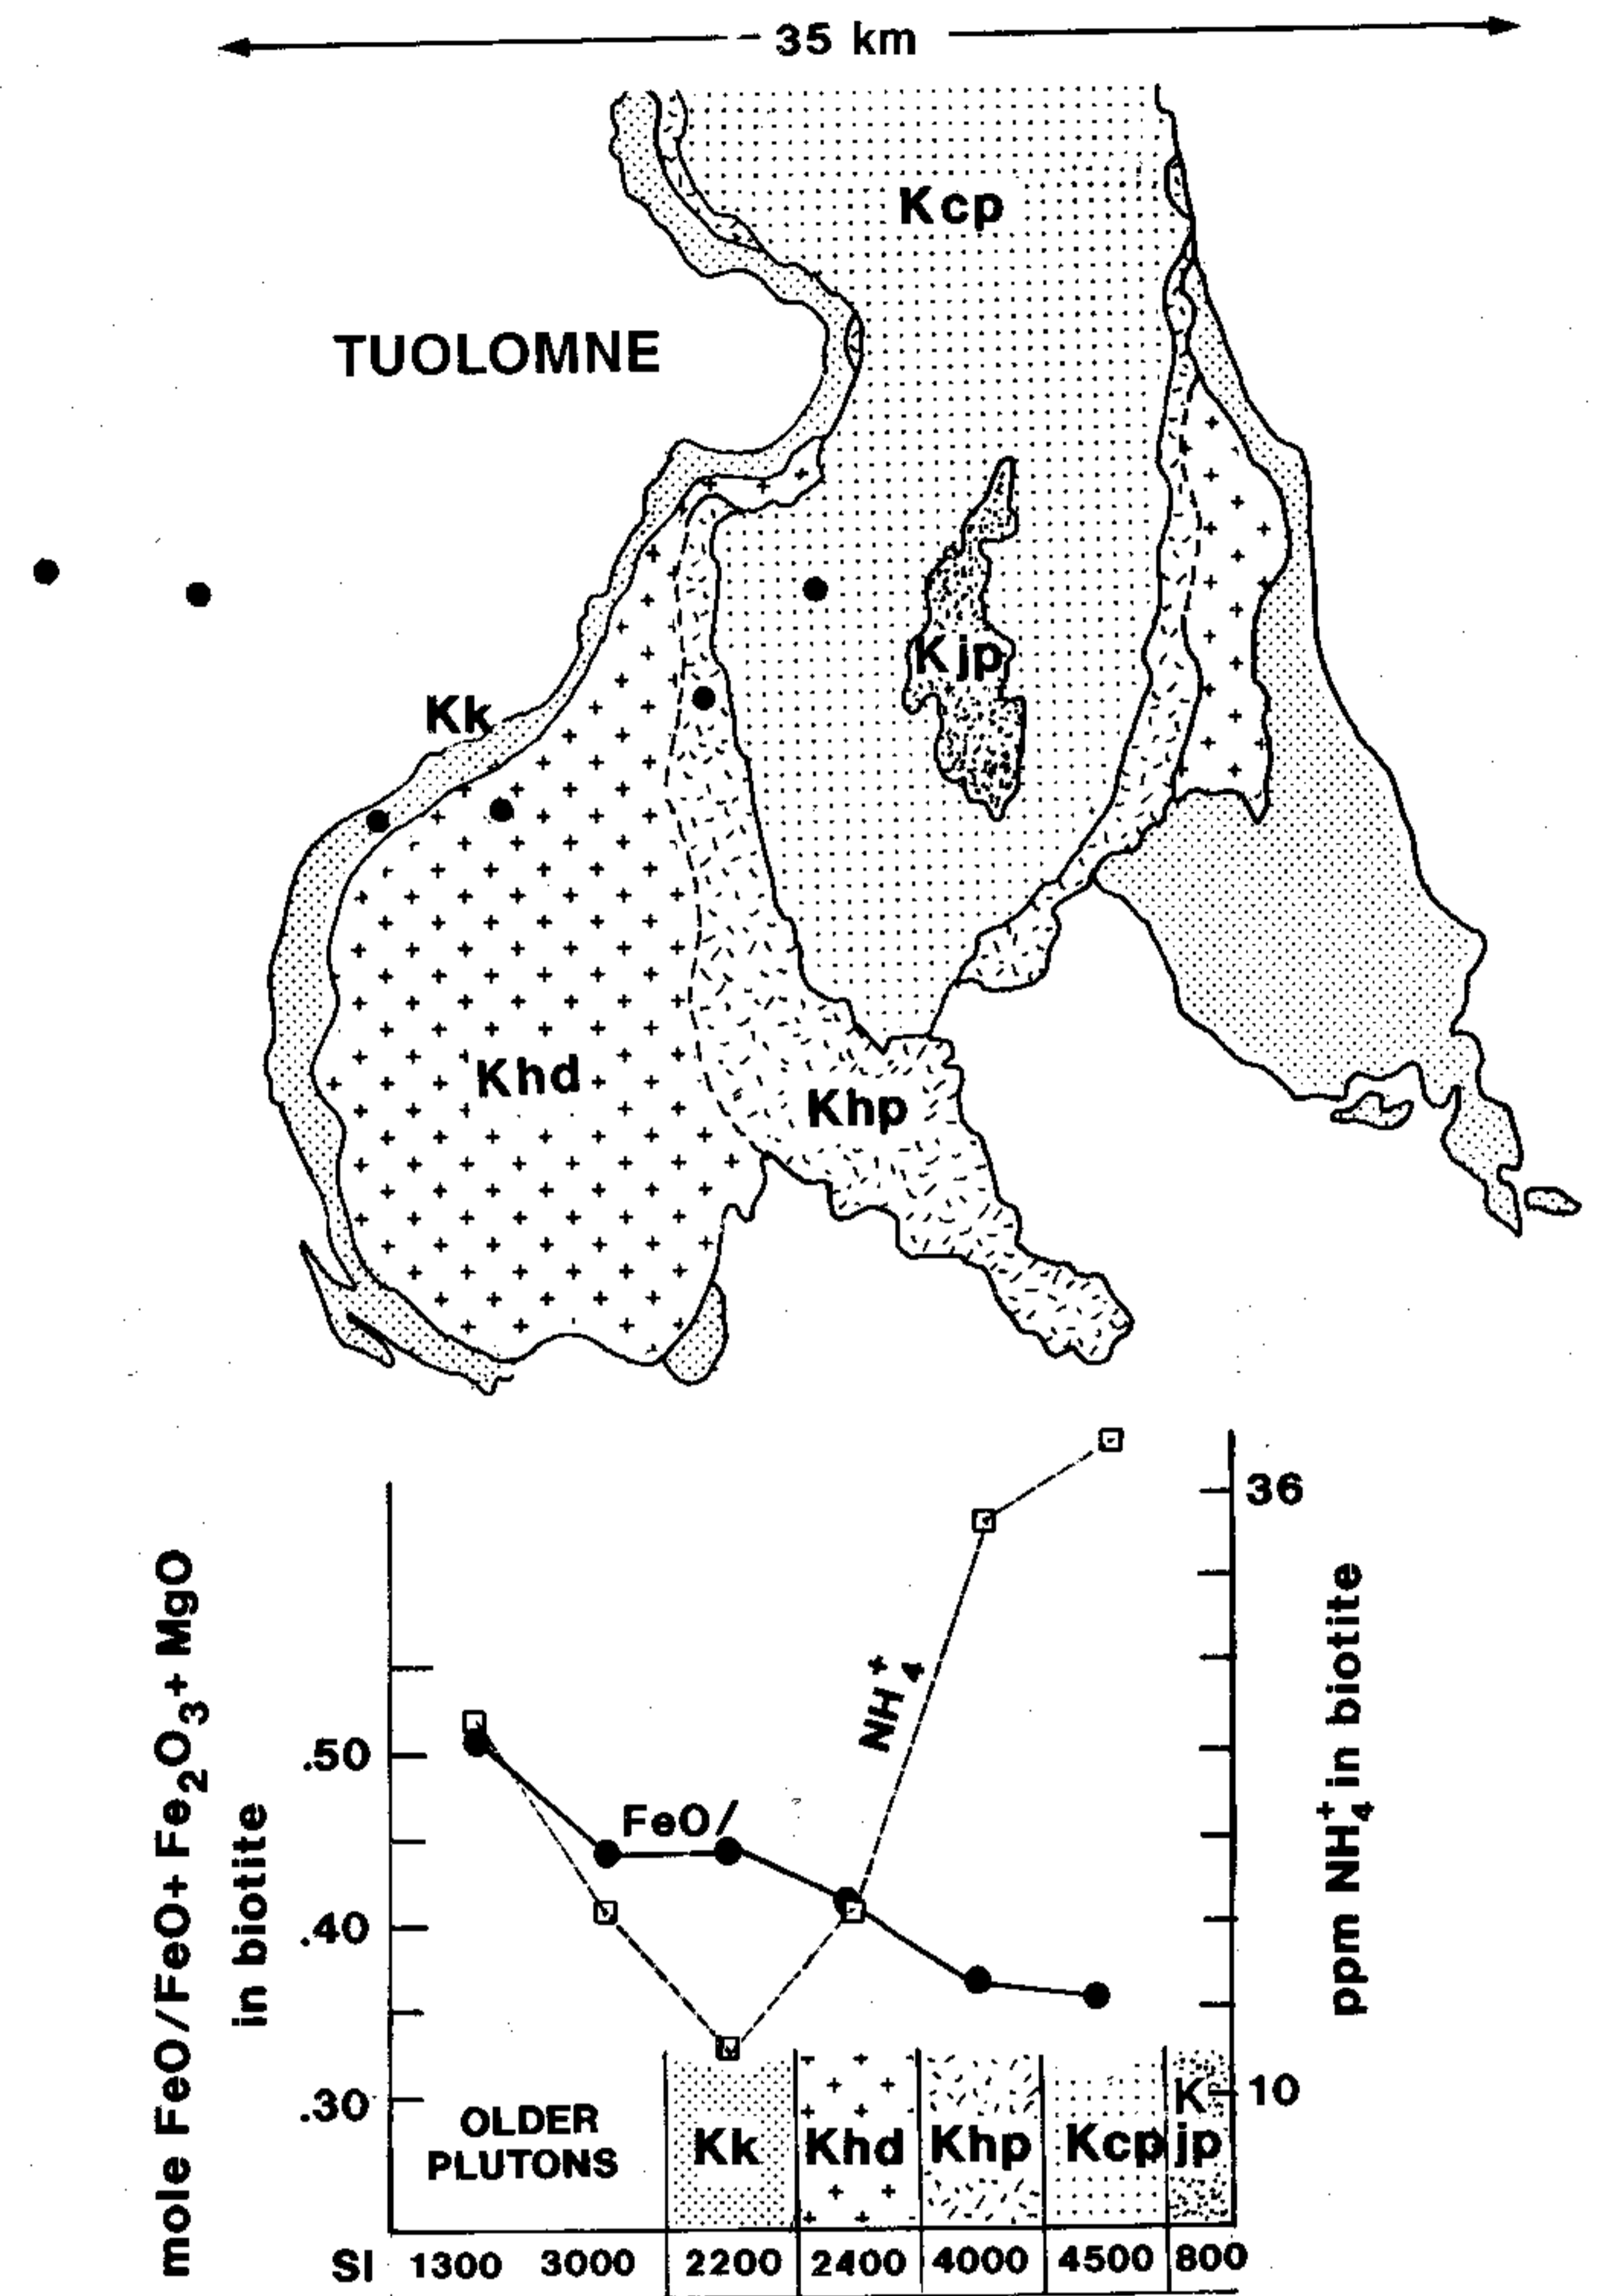 35 km
Kcp
TUOLOMNE
Kjp
Kk
Khd
Khp
36
NH4+
.50
FeO/
.40
.30
10
mole FeO/FeO+Fe2O3+MgO
in biotite
ppm NH4+ in biotite
OLDER
PLUTONS
Kk Khd Khp Kcp K
jp
SI 1300 3000 2200 2400 4000 4500 800